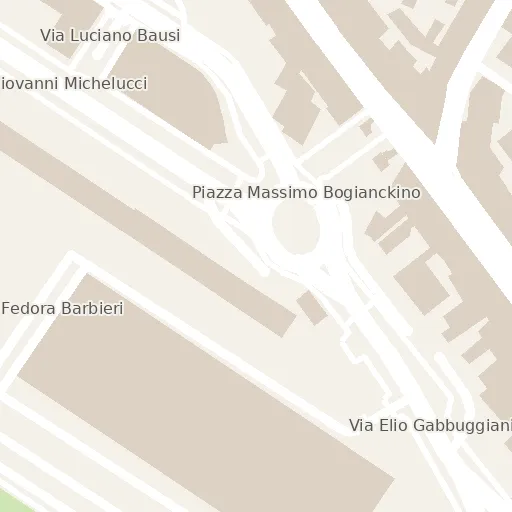 Via Luciano Bausi
iovanni Michelucci
Piazza Massimo Bogianckino
Fedora Barbieri
Via Elio Gabbuggiani